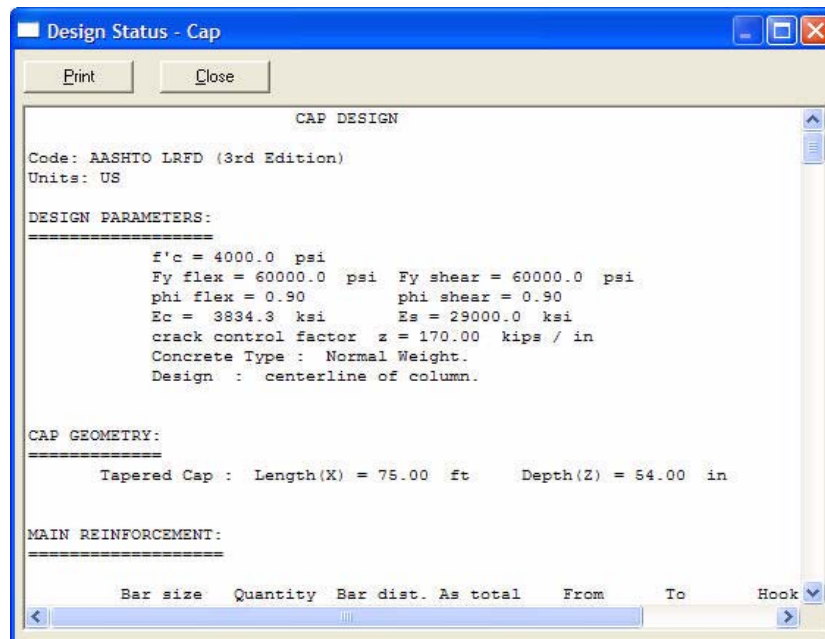 Design Status - Cap
Print Close
CAP DESIGN
Code: AASHTO LRFD (3rd Edition)
Units: US
DESIGN PARAMETERS:
==================
f'c = 4000.0 psi
Fy flex = 60000.0 psi Fy shear = 60000.0 psi
phi flex = 0.90 phi shear = 0.90
Ec = 3834.3 ksi Es = 29000.0 ksi
crack control factor z = 170.00 kips / in
Concrete Type : Normal Weight.
Design : centerline of column.
CAP GEOMETRY:
=============
Tapered Cap : Length(X) = 75.00 ft Depth(Z) = 54.00 in
MAIN REINFORCEMENT:
===================
Bar size Quantity Bar dist. As total From To Hook